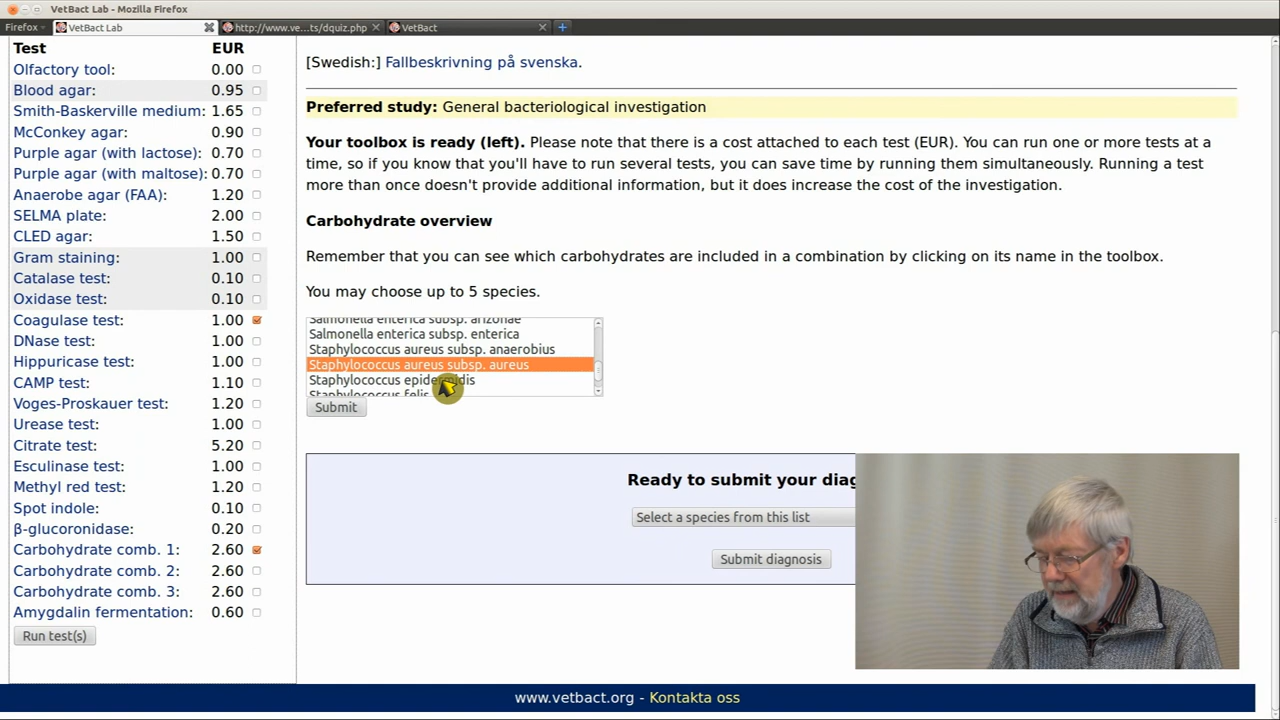 VetBact Lab - Mozilla Firefox
Firefox
VetBact Lab
http://www.ve...ts/dquiz.php
VetBact
Test EUR
Olfactory tool: 0.00
Blood agar: 0.95
Smith-Baskerville medium: 1.65
McConkey agar: 0.90
Purple agar (with lactose): 0.70
Purple agar (with maltose): 0.70
Anaerobe agar (FAA): 1.20
SELMA plate: 2.00
CLED agar: 1.50
Gram staining: 1.00
Catalase test: 0.10
Oxidase test: 0.10
Coagulase test: 1.00
DNase test: 1.00
Hippuricase test: 1.00
CAMP test: 1.10
Voges-Proskauer test: 1.20
Urease test: 1.00
Citrate test: 5.20
Esculinase test: 1.00
Methyl red test: 1.20
Spot indole: 0.10
β-glucoronidase: 0.20
Carbohydrate comb. 1: 2.60
Carbohydrate comb. 2: 2.60
Carbohydrate comb. 3: 2.60
Amygdalin fermentation: 0.60
Run test(s)
[Swedish:] Fallbeskrivning på svenska.
Preferred study: General bacteriological investigation
Your toolbox is ready (left). Please note that there is a cost attached to each test (EUR). You can run one or more tests at a
time, so if you know that you'll have to run several tests, you can save time by running them simultaneously. Running a test
more than once doesn't provide additional information, but it does increase the cost of the investigation.
Carbohydrate overview
Remember that you can see which carbohydrates are included in a combination by clicking on its name in the toolbox.
You may choose up to 5 species.
Salmonella enterica subsp. arizonae
Salmonella enterica subsp. enterica
Staphylococcus aureus subsp. anaerobius
Staphylococcus aureus subsp. aureus
Staphylococcus epidermidis
Staphylococcus felis
Submit
Ready to submit your diag
Select a species from this list
Submit diagnosis
www.vetbact.org - Kontakta oss